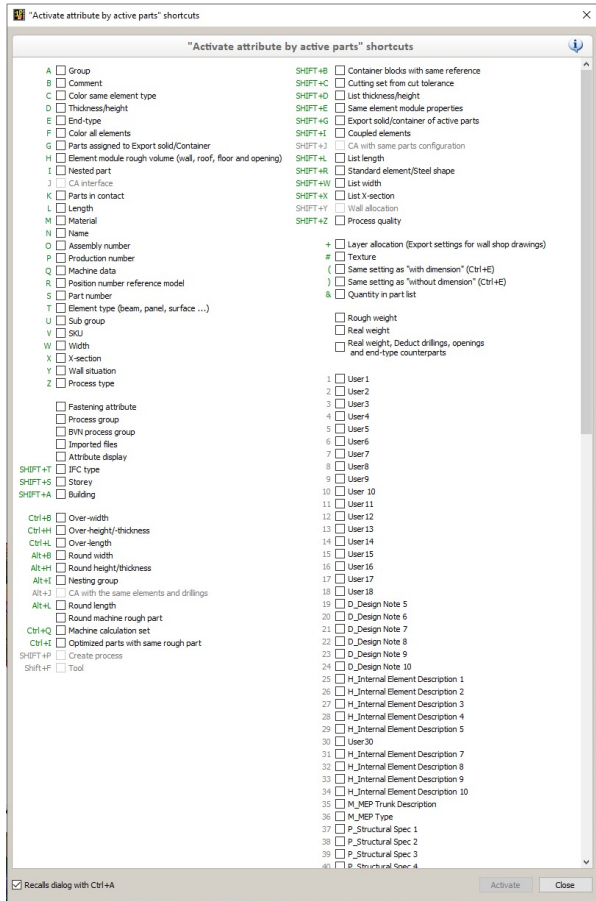 "Activate attribute by active parts" shortcuts
"Activate attribute by active parts" shortcuts
A Group
B Comment
C Color same element type
D Thickness/height
E End-type
F Color all elements
G Parts assigned to Export solid/Container
H Element module rough volume (wall, roof, floor and opening)
I Nested part
J CA interface
K Parts in contact
L Length
M Material
N Name
O Assembly number
P Production number
Q Machine data
R Position number reference model
S Part number
T Element type (beam, panel, surface ...)
U Sub group
V SKU
W Width
X X-section
Y Wall situation
Z Process type
Fastening attribute
Process group
BVN process group
Imported files
Attribute display
SHIFT+T IFC type
SHIFT+S Storey
SHIFT+A Building
Ctrl+B Over-width
Ctrl+H Over-height/-thickness
Ctrl+L Over-length
Alt+B Round width
Alt+H Round height/thickness
Alt+I Nesting group
Alt+J CA with the same elements and drillings
Alt+L Round length
Round machine rough part
Ctrl+Q Machine calculation set
Ctrl+I Optimized parts with same rough part
SHIFT+P Create process
Shift+F Tool
SHIFT+B Container blocks with same reference
SHIFT+C Cutting set from cut tolerance
SHIFT+D List thickness/height
SHIFT+E Same element module properties
SHIFT+G Export solid/container of active parts
SHIFT+I Coupled elements
SHIFT+J CA with same parts configuration
SHIFT+L List length
SHIFT+R Standard element/Steel shape
SHIFT+W List width
SHIFT+X List X-section
SHIFT+Y Wall allocation
SHIFT+Z Process quality
+ Layer allocation (Export settings for wall shop drawings)
# Texture
( Same setting as "with dimension" (Ctrl+E)
) Same setting as "without dimension" (Ctrl+E)
& Quantity in part list
Rough weight
Real weight
Real weight, Deduct drillings, openings
and end-type counterparts
1 User1
2 User2
3 User3
4 User4
5 User5
6 User6
7 User7
8 User8
9 User9
10 User 10
11 User11
12 User12
13 User13
14 User14
15 User15
16 User16
17 User17
18 User18
19 D_Design Note 5
20 D_Design Note 6
21 D_Design Note 7
22 D_Design Note 8
23 D_Design Note 9
24 D_Design Note 10
25 H_Internal Element Description 1
26 H_Internal Element Description 2
27 H_Internal Element Description 3
28 H_Internal Element Description 4
29 H_Internal Element Description 5
30 User30
31 H_Internal Element Description 7
32 H_Internal Element Description 8
33 H_Internal Element Description 9
34 H_Internal Element Description 10
35 M_MEP Trunk Description
36 M_MEP Type
37 P_Structural Spec 1
38 P_Structural Spec 2
39 P_Structural Spec 3
40 P_Structural Spec 4
Recalls dialog with Ctrl+A
Activate
Close